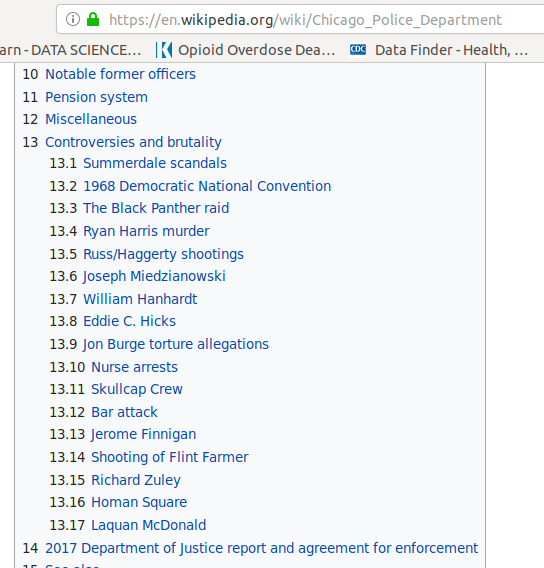 https://en.wikipedia.org/wiki/Chicago_Police_Department
arn - DATA SCIENCE... Opioid Overdose Dea... CDC Data Finder - Health, ...
10 Notable former officers
11 Pension system
12 Miscellaneous
13 Controversies and brutality
13.1 Summerdale scandals
13.2 1968 Democratic National Convention
13.3 The Black Panther raid
13.4 Ryan Harris murder
13.5 Russ/Haggerty shootings
13.6 Joseph Miedzianowski
13.7 William Hanhardt
13.8 Eddie C. Hicks
13.9 Jon Burge torture allegations
13.10 Nurse arrests
13.11 Skullcap Crew
13.12 Bar attack
13.13 Jerome Finnigan
13.14 Shooting of Flint Farmer
13.15 Richard Zuley
13.16 Homan Square
13.17 Laquan McDonald
14 2017 Department of Justice report and agreement for enforcement
15 See also